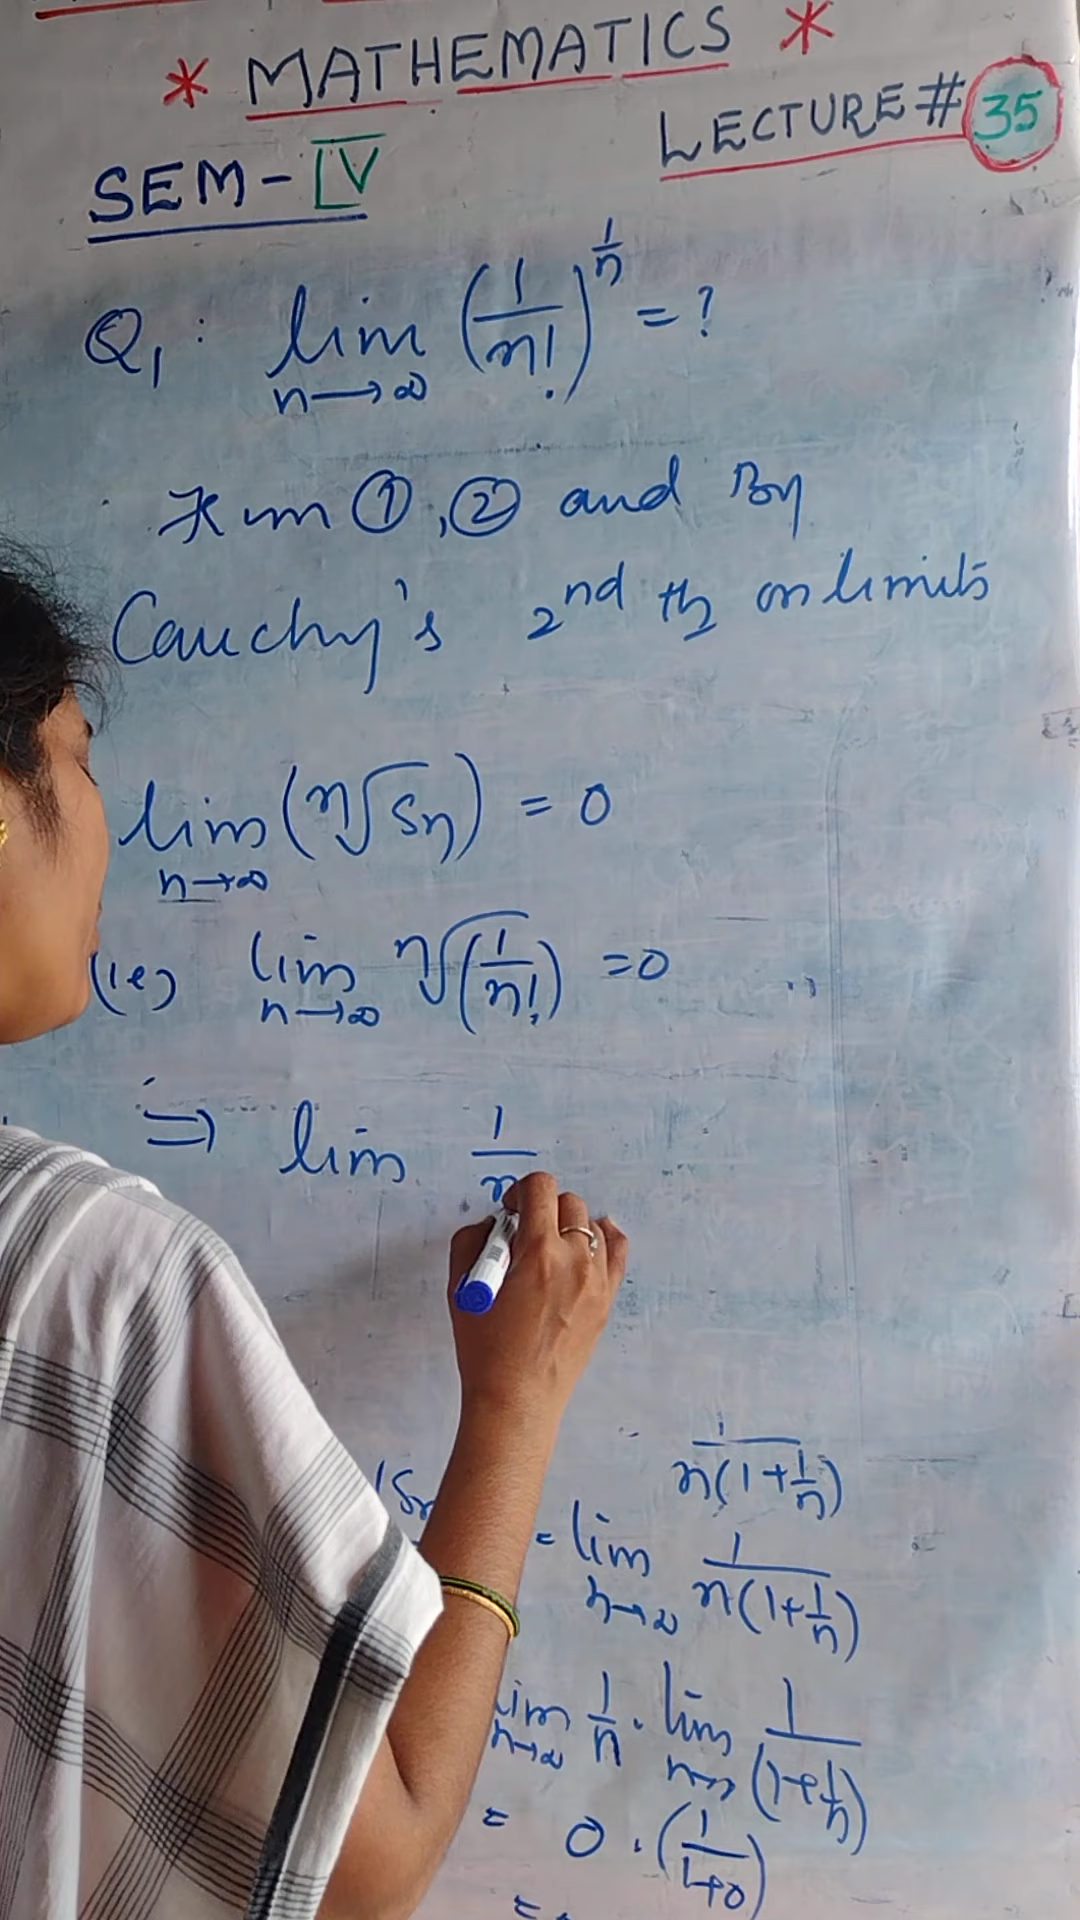 * MATHEMATICS *
LECTURE # 35
SEM - IV
Q₁ : lim n→∞ (1/n!)^(1/n) = ?
From ①, ② and By
Cauchy's 2nd th on limits
lim n→∞ (ⁿ√Sn) = 0
(ie) lim n→∞ ⁿ√(1/n!) = 0
⇒ lim 1/n
1/n(1+1/n)
= lim n→∞ 1/n(1+1/n)
lim n→∞ 1/n . lim n→∞ 1/(1+1/n)
= 0 . (1/1+0)
=